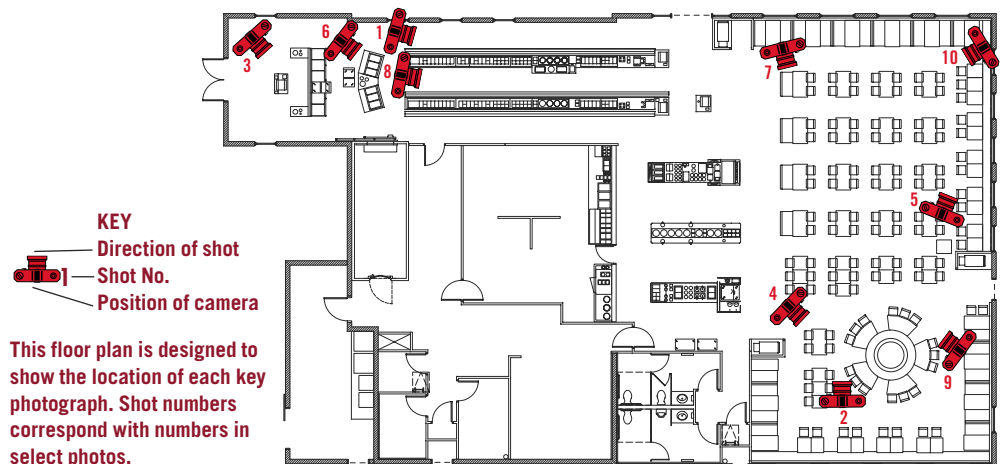 3
6
1
8
7
10
5
4
9
2
KEY
Direction of shot
1
Shot No.
Position of camera
This floor plan is designed to
show the location of each key
photograph. Shot numbers
correspond with numbers in
select photos.